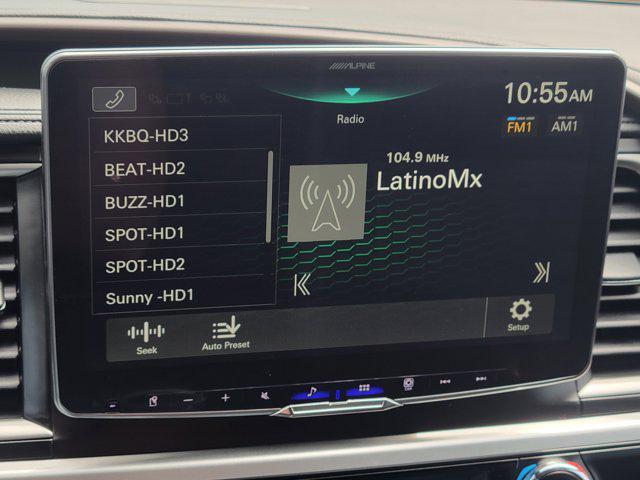 ALPINE
10:55AM
Radio
FM1 AM1
KKBQ-HD3
BEAT-HD2
BUZZ-HD1
SPOT-HD1
SPOT-HD2
Sunny -HD1
104.9 MHz
LatinoMx
Seek
Auto Preset
Setup